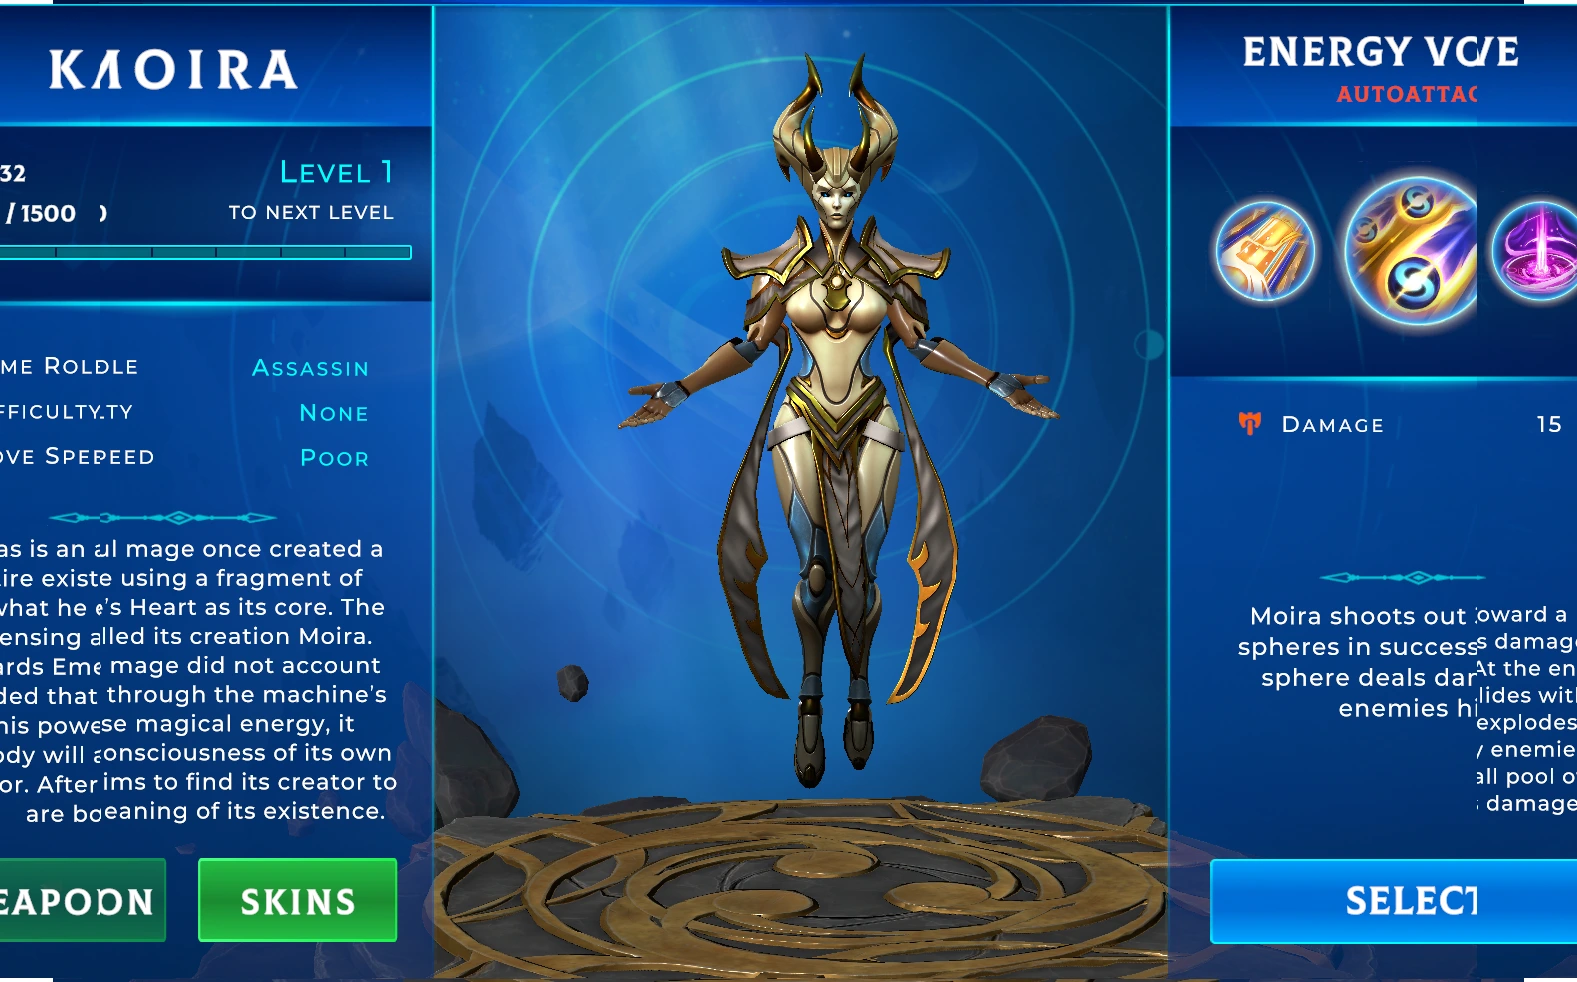 KAOIRA
32
LEVEL 1
/ 1500
TO NEXT LEVEL
ME ROLDLE
ASSASSIN
FFICULTY.TY
NONE
OVE SPEPEED
POOR
as is an al mage once created a
ire existe using a fragment of
what he e's Heart as its core. The
ensing alled its creation Moira.
ards Eme mage did not account
ded that through the machine's
his powese magical energy, it
ody will aonsciousness of its own
or. After ims to find its creator to
are boeaning of its existence.
EAPOON
SKINS
ENERGY VOVE
AUTOATTAC
DAMAGE
15
Moira shoots out oward a
spheres in success s damage
sphere deals dar At the en
enemies hi lides with
explodes
y enemie
all pool o
damage
SELECT